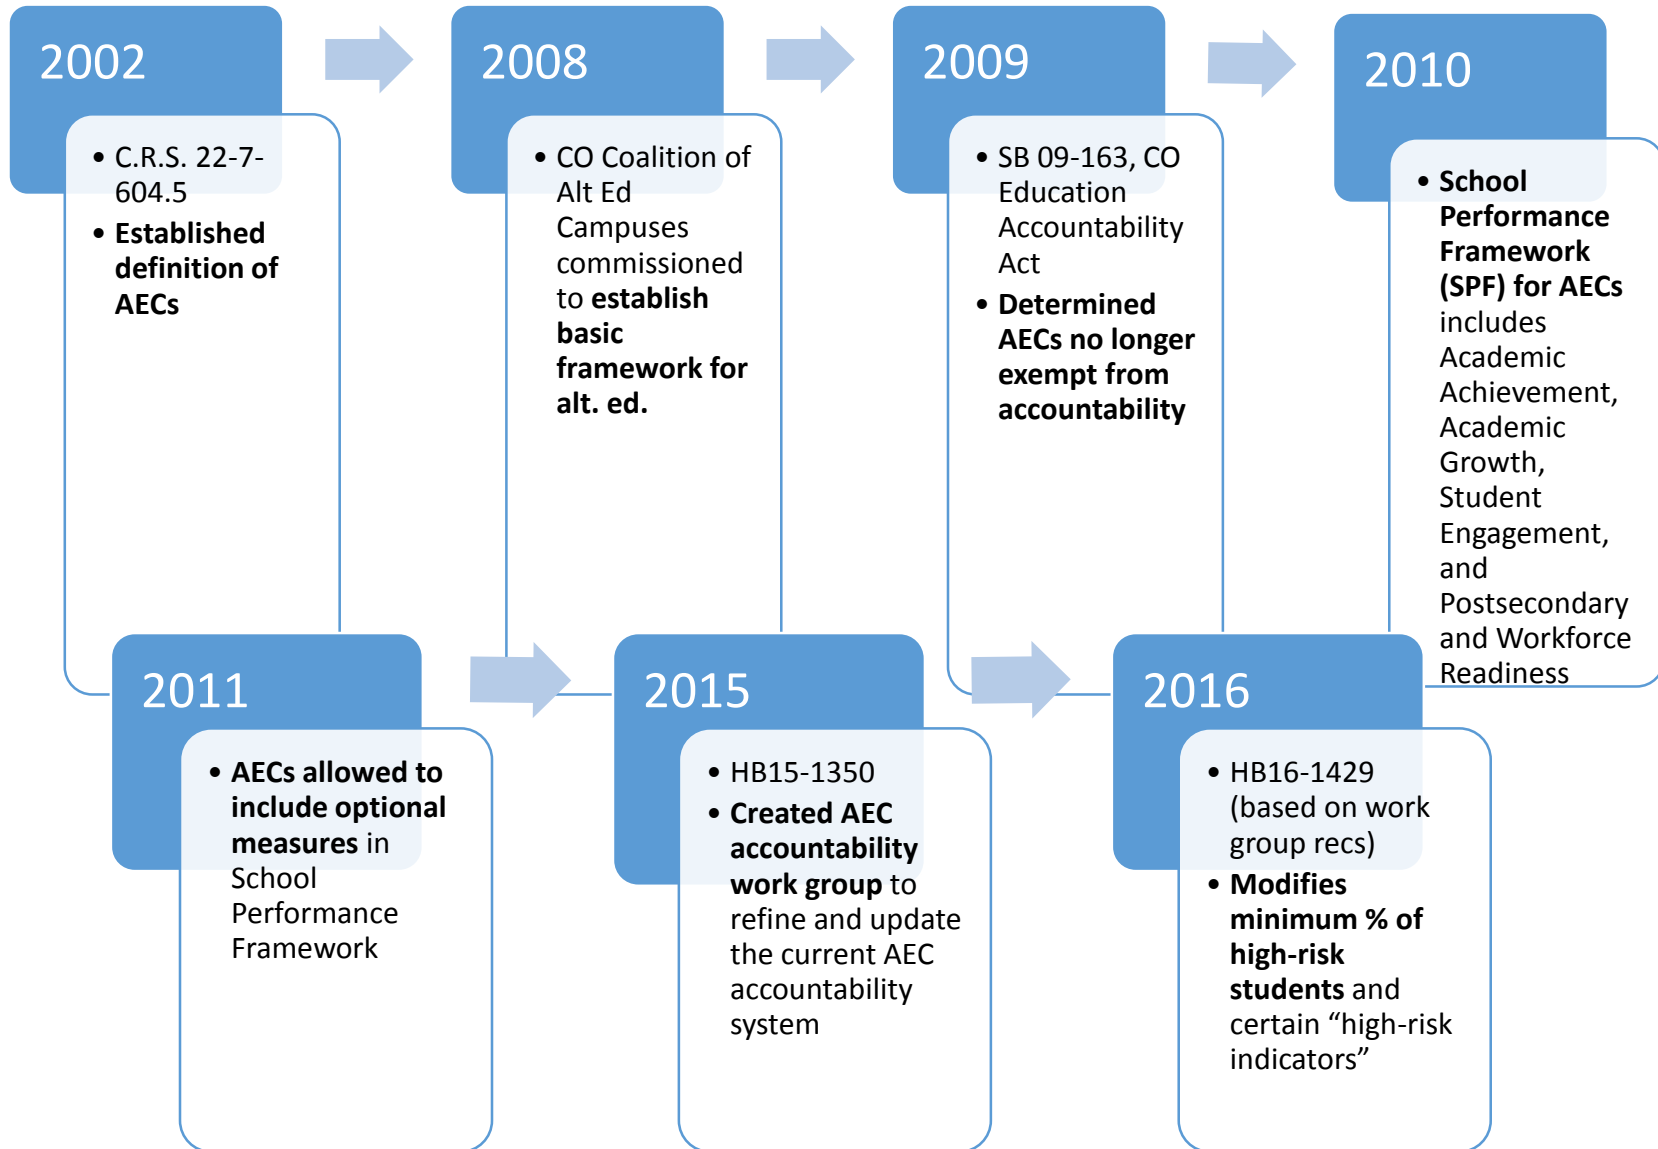 2002
• C.R.S. 22-7-
604.5
• Established
definition of
AECs
2008
• CO Coalition of
Alt Ed
Campuses
commissioned
to establish
basic
framework for
alt. ed.
2009
• SB 09-163, CO
Education
Accountability
Act
• Determined
AECs no longer
exempt from
accountability
2010
• School
Performance
Framework
(SPF) for AECs
includes
Academic
Achievement,
Academic
Growth,
Student
Engagement,
and
Postsecondary
and Workforce
Readiness
2011
• AECs allowed to
include optional
measures in
School
Performance
Framework
2015
• HB15-1350
• Created AEC
accountability
work group to
refine and update
the current AEC
accountability
system
2016
• HB16-1429
(based on work
group recs)
• Modifies
minimum % of
high-risk
students and
certain “high-risk
indicators”